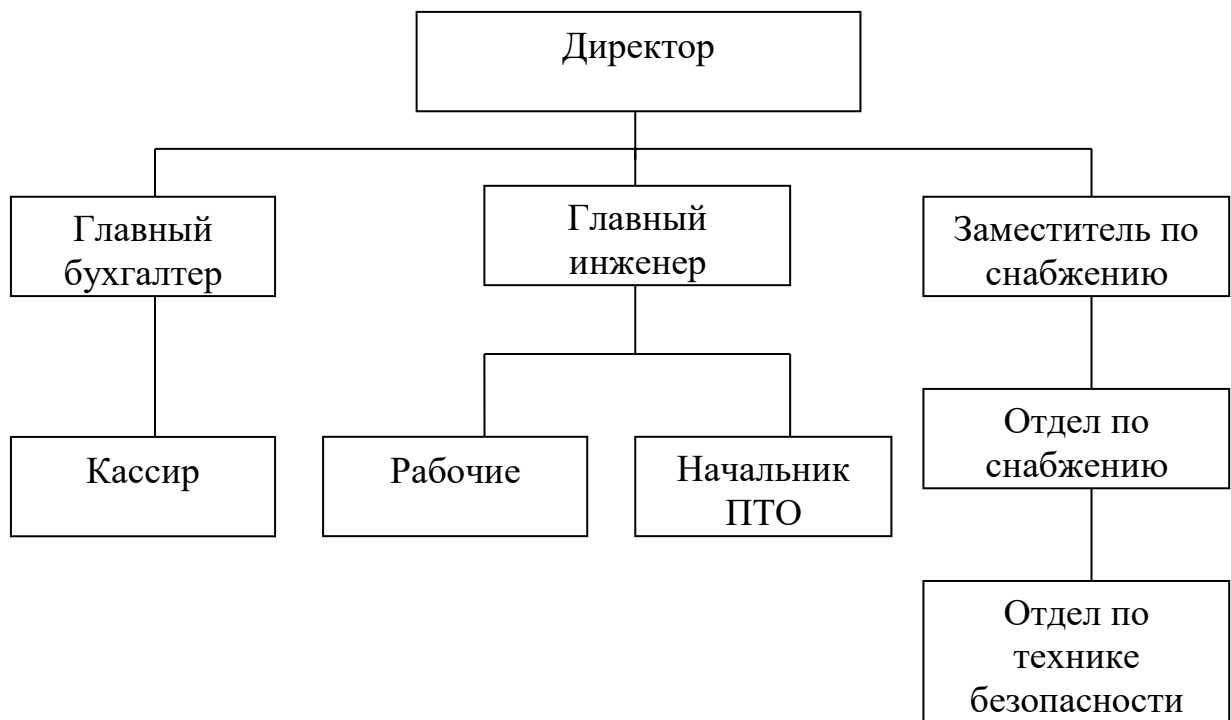 Директор
Главный
бухгалтер
Главный
инженер
Заместитель по
снабжению
Кассир
Рабочие
Начальник
ПТО
Отдел по
снабжению
Отдел по
технике
безопасности